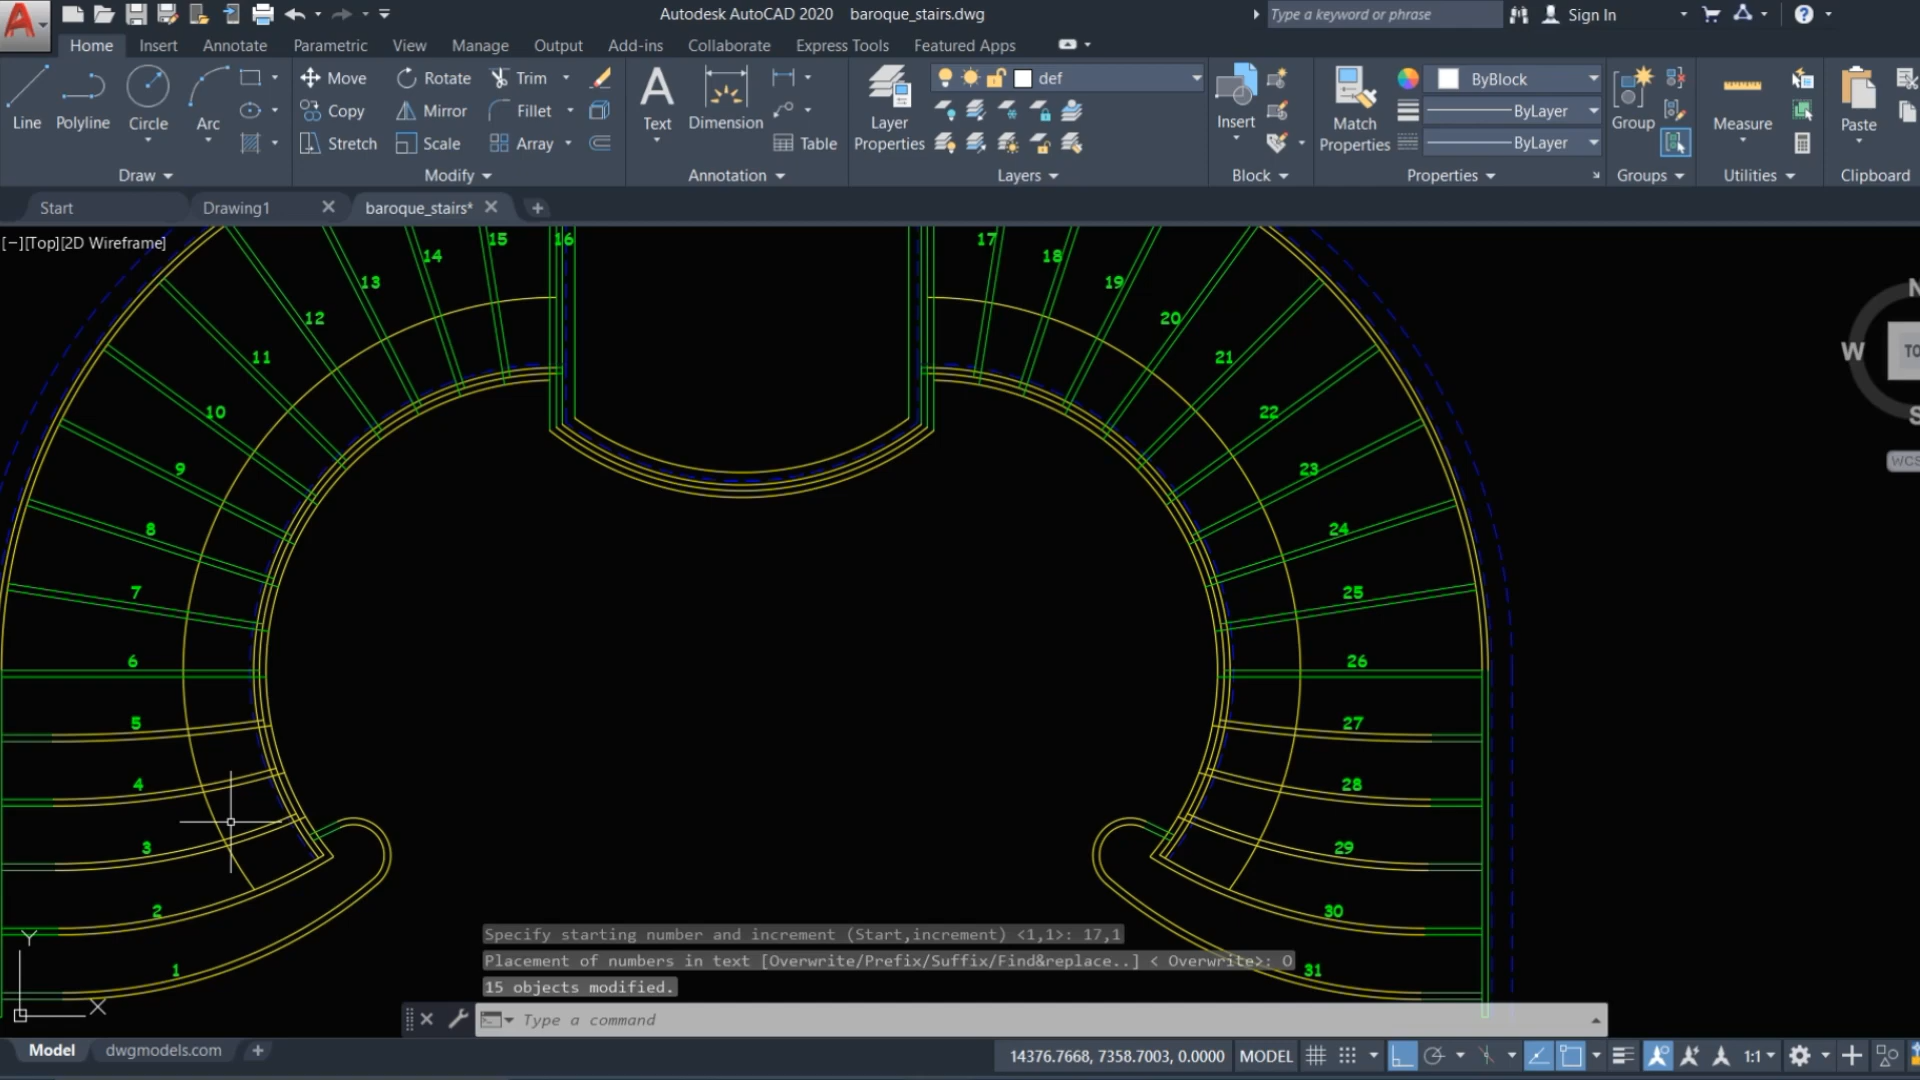 Autodesk AutoCAD 2020 baroque_stairs.dwg
Type a keyword or phrase
Sign In
Home Insert Annotate Parametric View Manage Output Add-ins Collaborate Express Tools Featured Apps
Line Polyline Circle Arc
Move Rotate Trim
Copy Mirror Fillet
Stretch Scale Array
Text Dimension Table
Layer Properties
def
Insert
Match Properties
ByBlock
ByLayer
ByLayer
Group
Measure
Paste
Draw Modify Annotation Layers Block Properties Groups Utilities Clipboard
Start Drawing1 baroque_stairs*
[−][Top][2D Wireframe]
15 16 17
14 18
13 19
12 20
11 21
10 22
9 23
8 24
7 25
6 26
5 27
4 28
3 29
2 30
1 31
N
W
S
WCS
Y
X
Specify starting number and increment (Start,increment) <1,1>: 17,1
Placement of numbers in text [Overwrite/Prefix/Suffix/Find&replace..] < Overwrite>: O
15 objects modified.
Type a command
Model dwgmodels.com
14376.7668, 7358.7003, 0.0000 MODEL 1:1